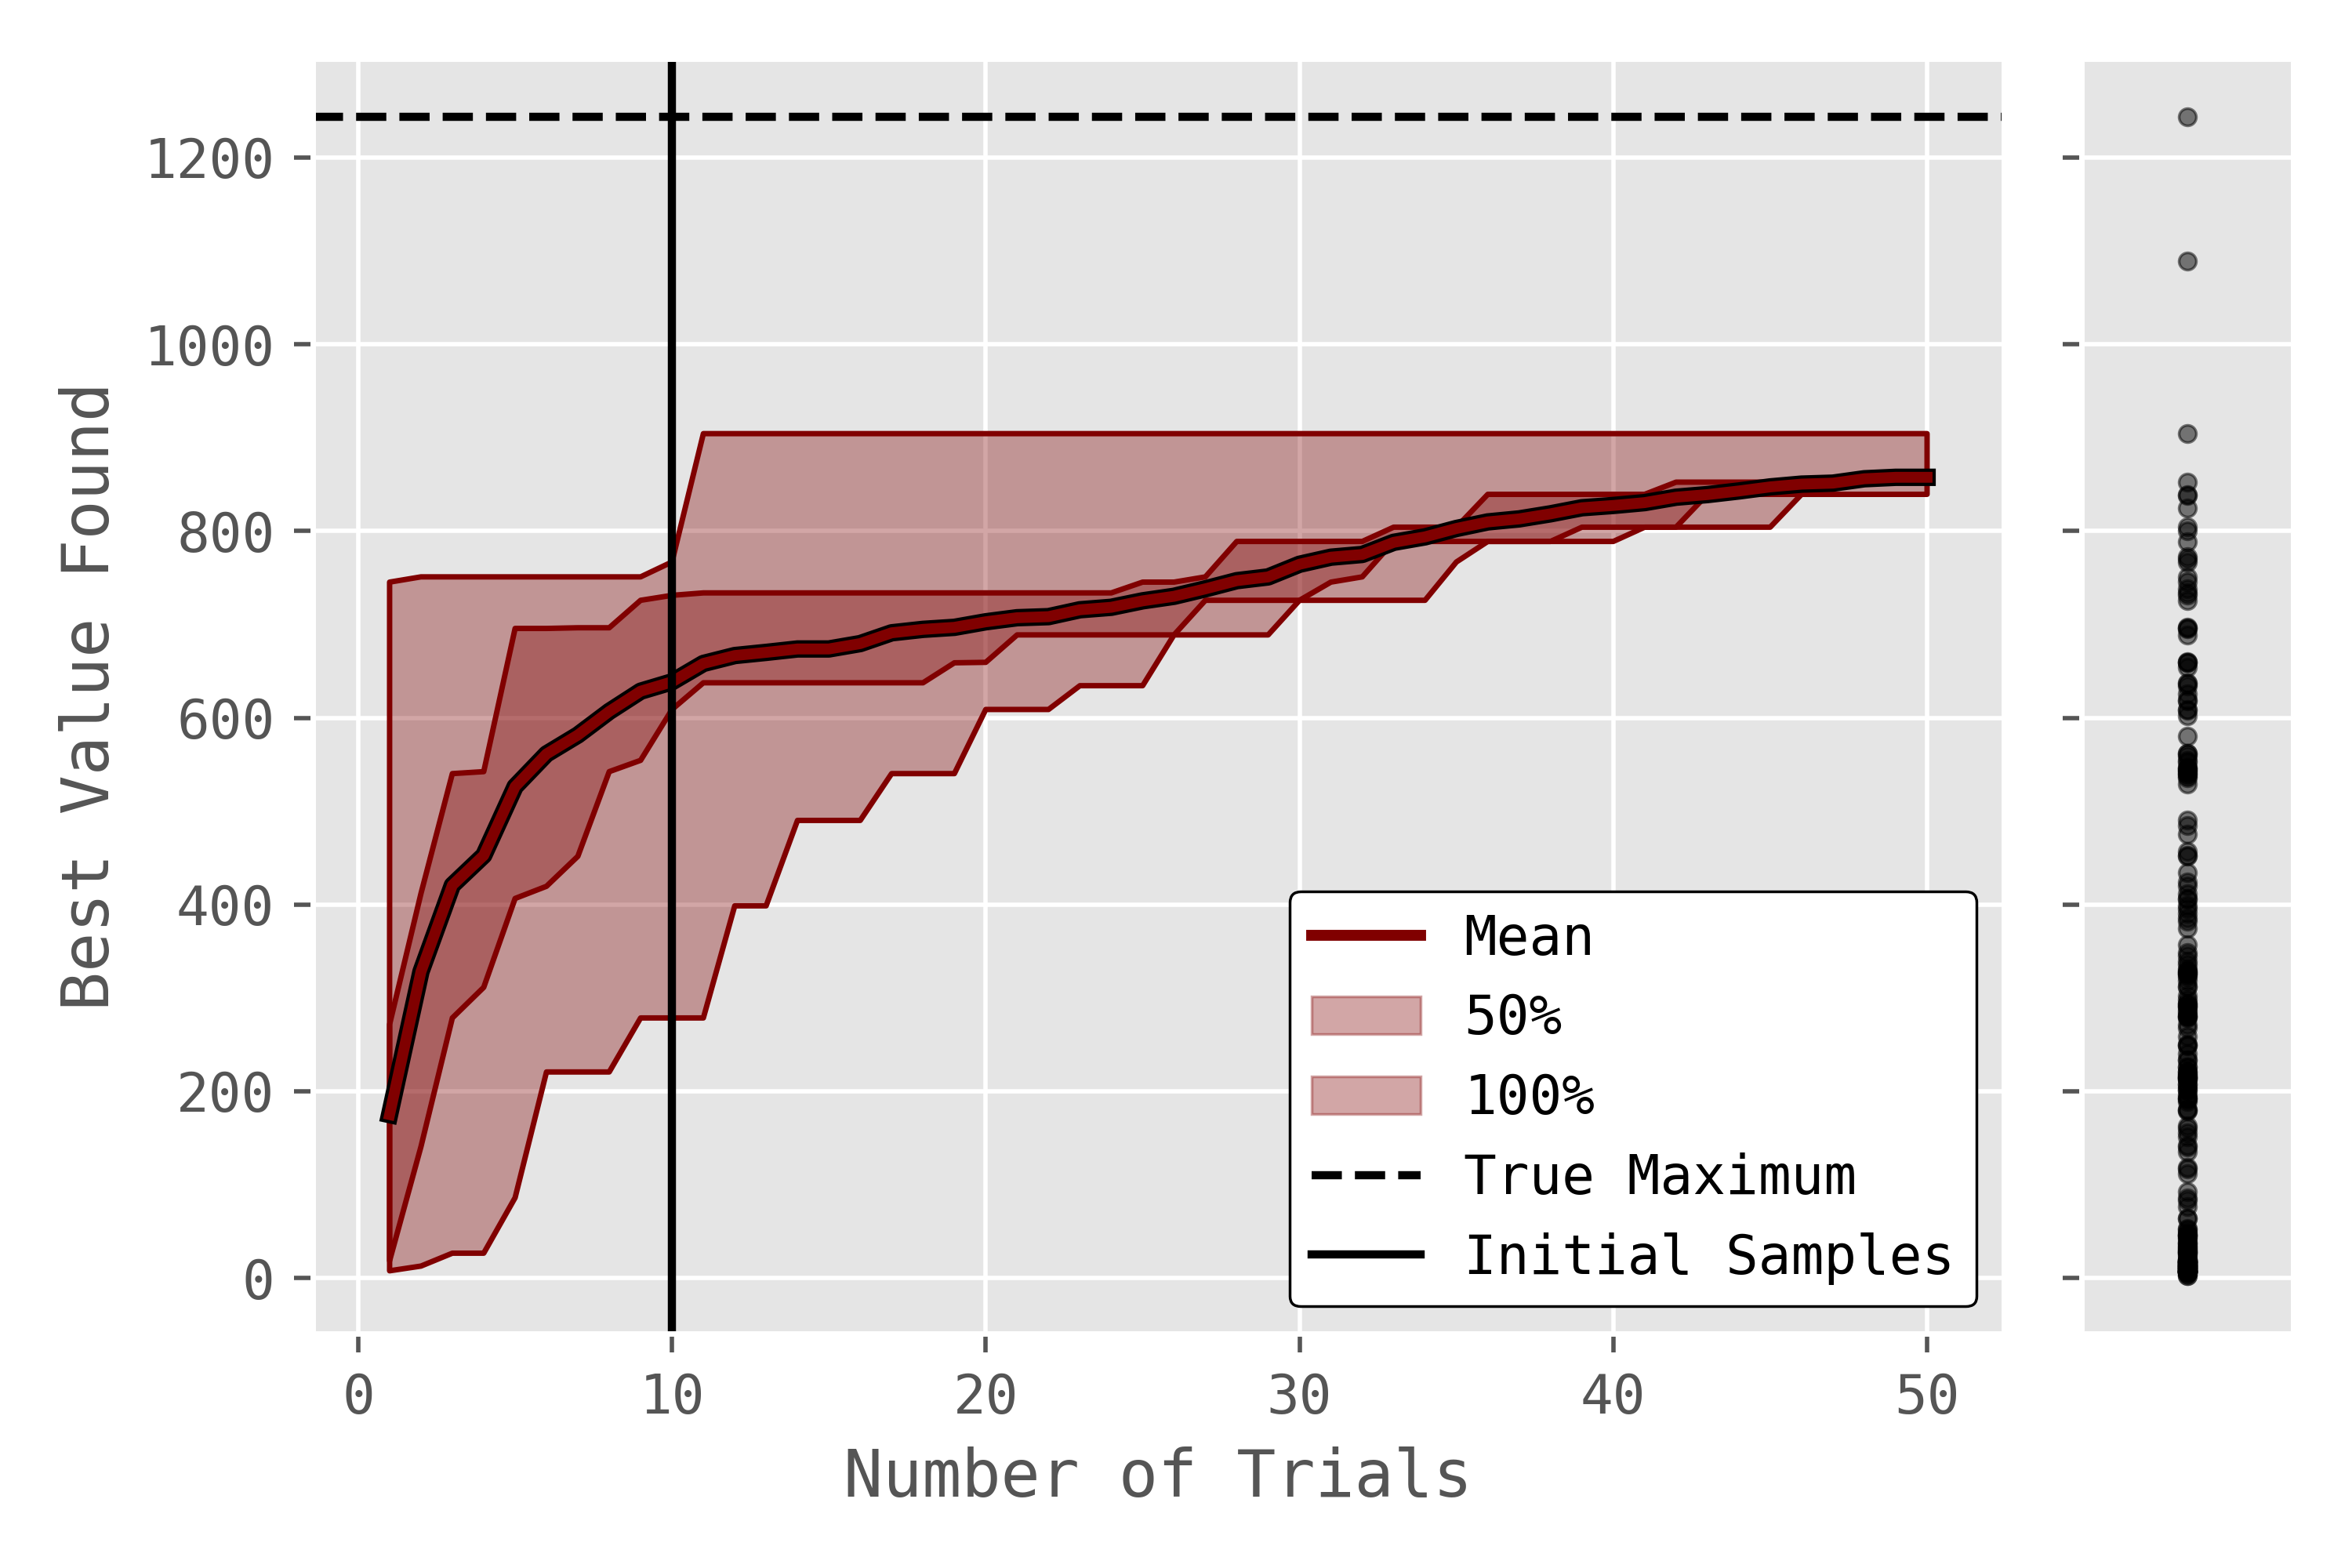 Best Value Found
1200
1000
800
600
400
200
0
Mean
50%
100%
True Maximum
Initial Samples
0 10 20 30 40 50
Number of Trials